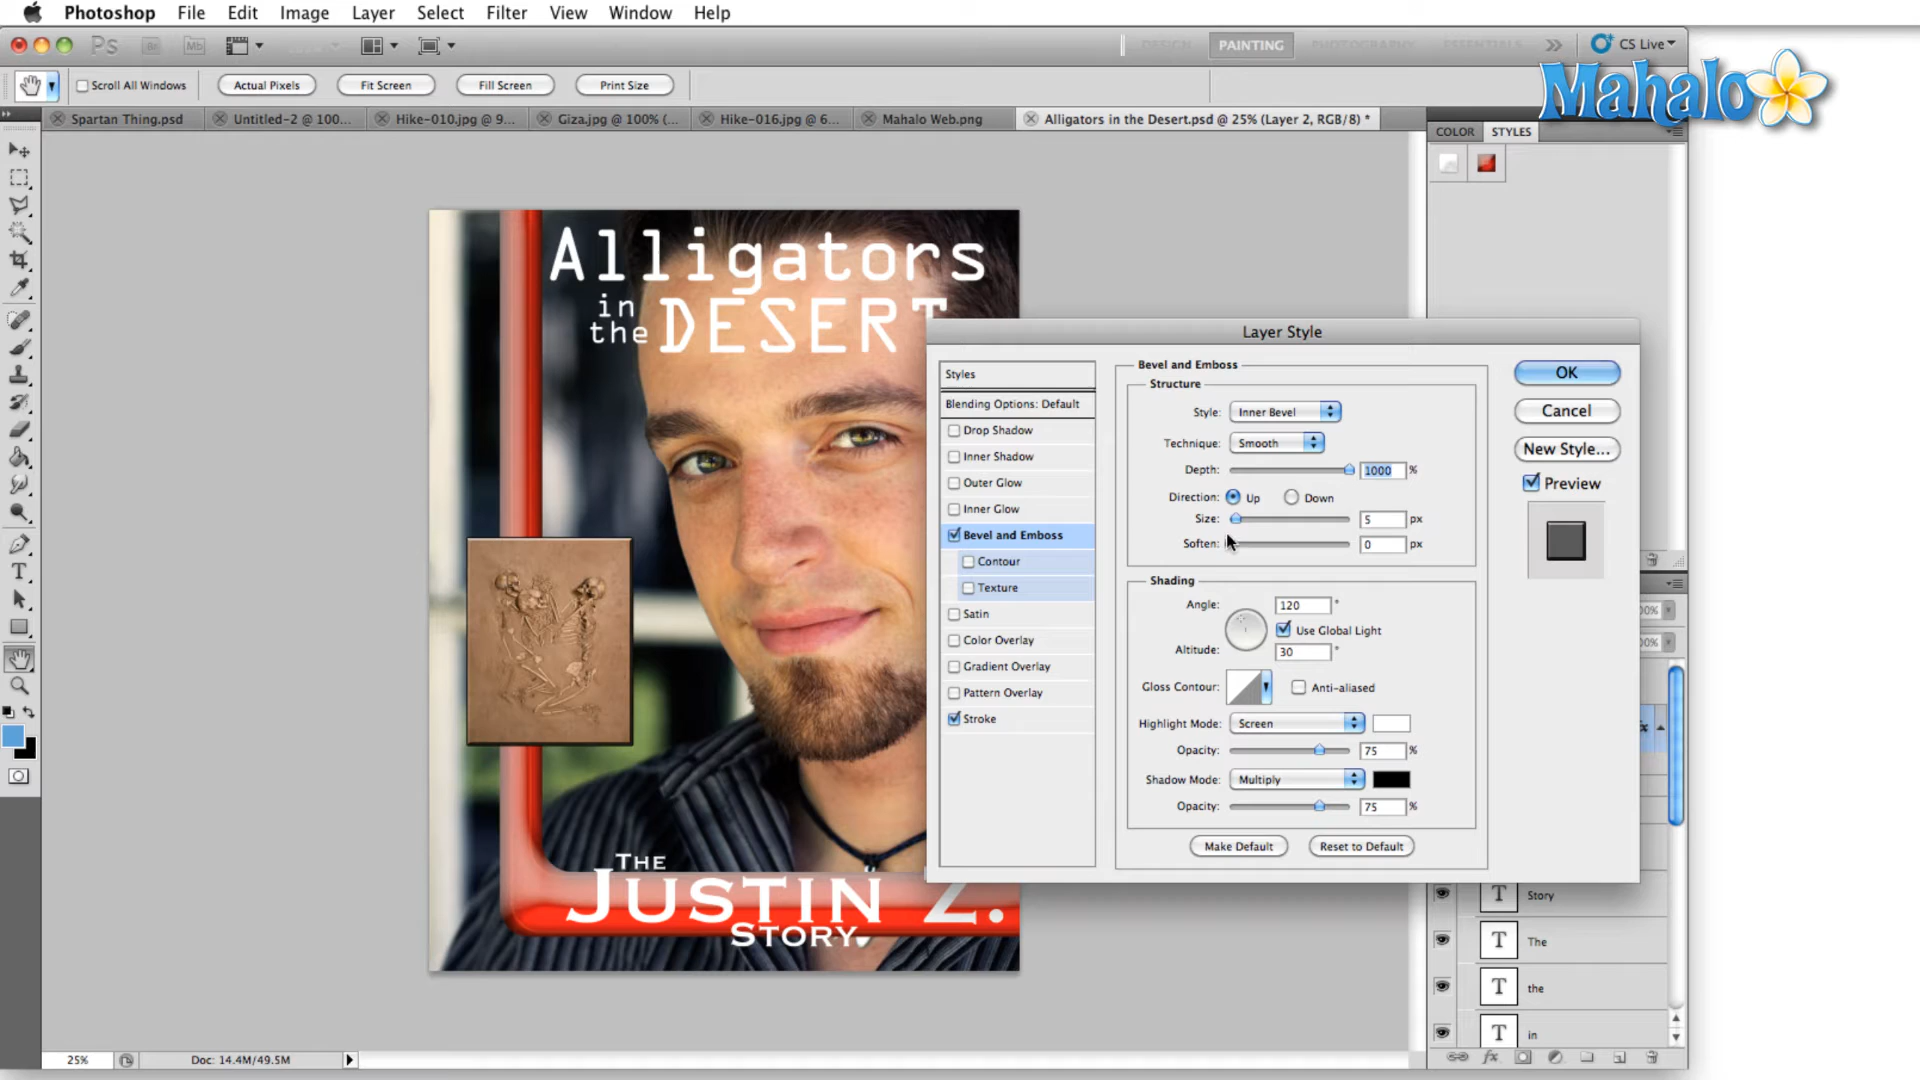 Photoshop File Edit Image Layer Select Filter View Window Help
Ps Br Mb DESIGN PAINTING PHOTOGRAPHY ESSENTIALS CS Live
Mahalo
Scroll All Windows Actual Pixels Fit Screen Fill Screen Print Size
Spartan Thing.psd Untitled-2 @ 100... Hike-010.jpg @ 9... Giza.jpg @ 100% (... Hike-016.jpg @ 6... Mahalo Web.png Alligators in the Desert.psd @ 25% (Layer 2, RGB/8) *
COLOR STYLES
Alligators
in
the DESERT
THE
JUSTIN Z.
STORY
Layer Style
Styles
Blending Options: Default
Drop Shadow
Inner Shadow
Outer Glow
Inner Glow
Bevel and Emboss
Contour
Texture
Satin
Color Overlay
Gradient Overlay
Pattern Overlay
Stroke
Bevel and Emboss
Structure
Style: Inner Bevel
Technique: Smooth
Depth: 1000 %
Direction: Up Down
Size: 5 px
Soften: 0 px
Shading
Angle: 120 °
Use Global Light
Altitude: 30 °
Gloss Contour: Anti-aliased
Highlight Mode: Screen
Opacity: 75 %
Shadow Mode: Multiply
Opacity: 75 %
Make Default Reset to Default
OK
Cancel
New Style...
Preview
T Story
T The
T the
T in
25% Doc: 14.4M/49.5M